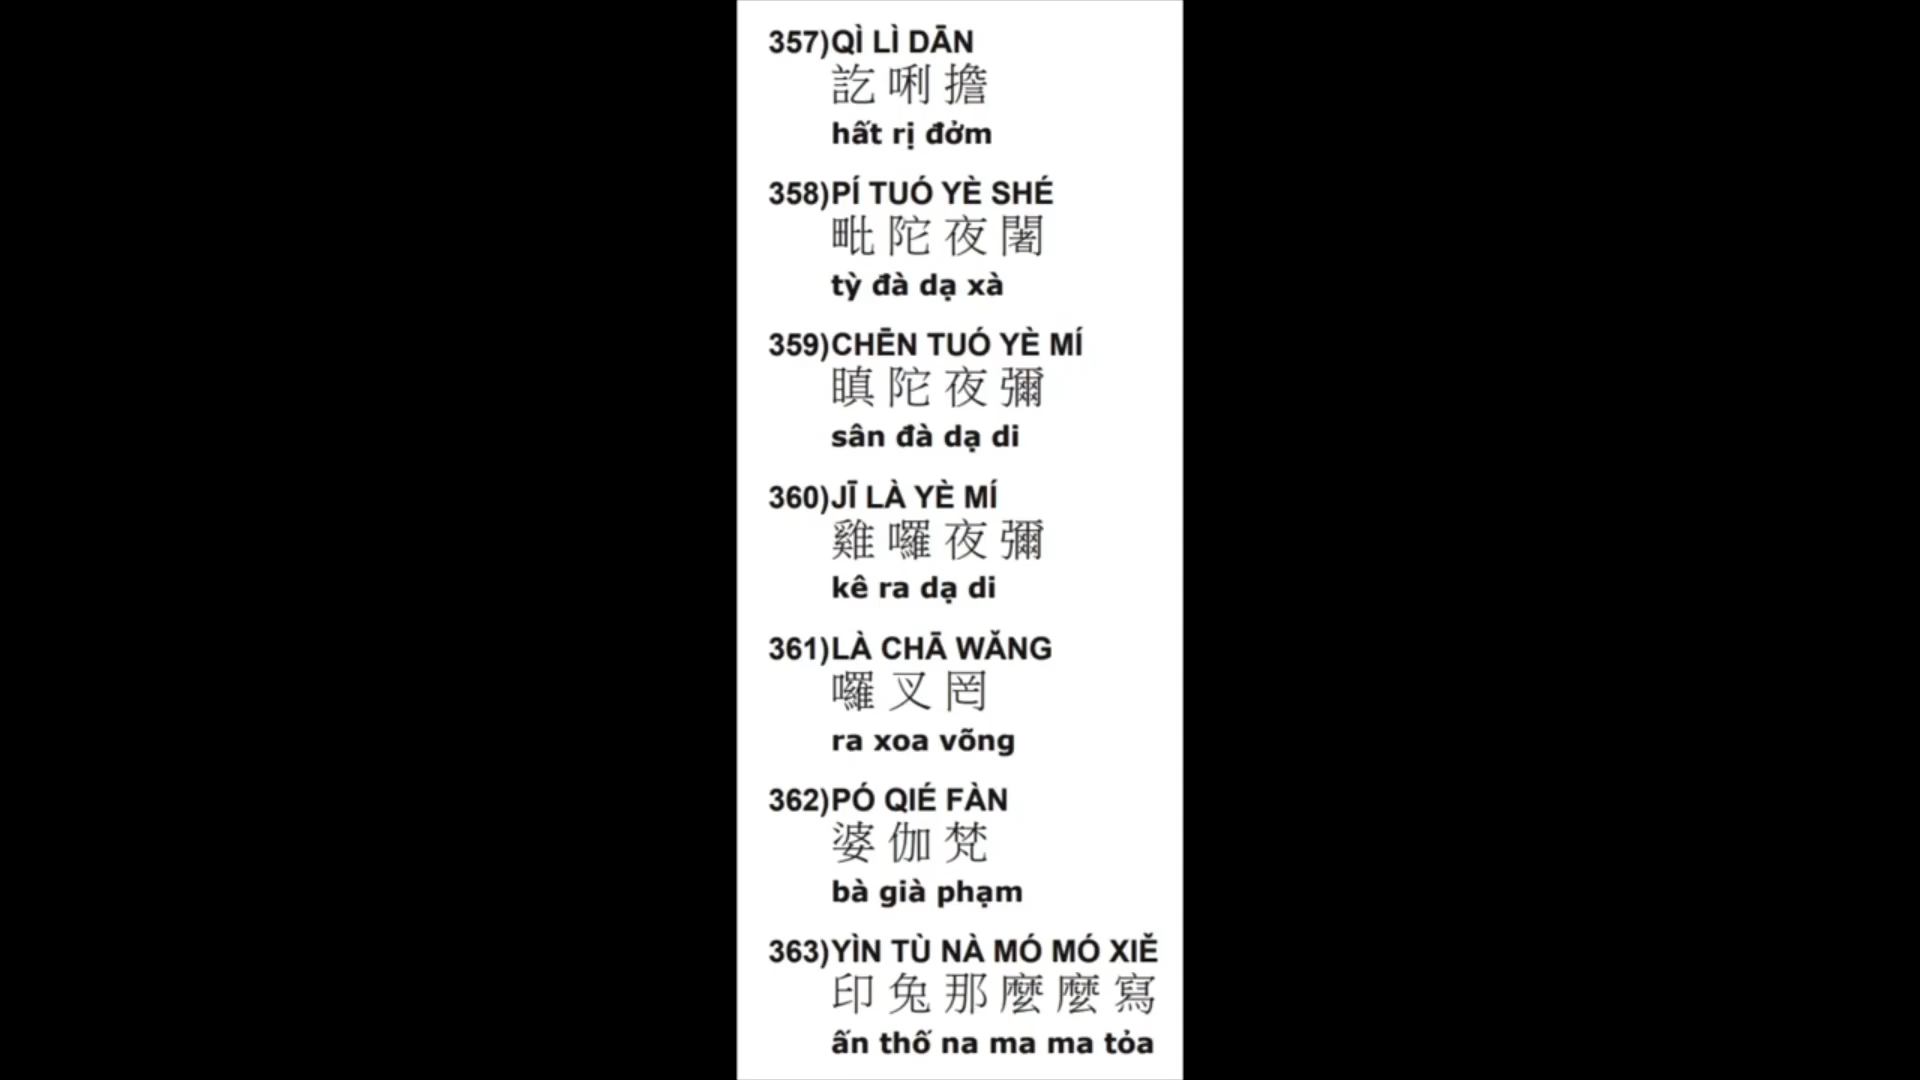 357)QÌ LÌ DĀN
訖 唎 擔
hất rị đởm
358)PÍ TUÓ YÈ SHÉ
毗 陀 夜 闍
tỳ đà dạ xà
359)CHĒN TUÓ YÈ MÍ
瞋 陀 夜 彌
sân đà dạ di
360)JĪ LÀ YÈ MÍ
雞 囉 夜 彌
kê ra dạ di
361)LÀ CHĀ WǍNG
囉 叉 罔
ra xoa võng
362)PÓ QIÉ FÀN
婆 伽 梵
bà già phạm
363)YÌN TÙ NÀ MÓ MÓ XIĚ
印 兔 那 麼 麼 寫
ấn thố na ma ma tỏa